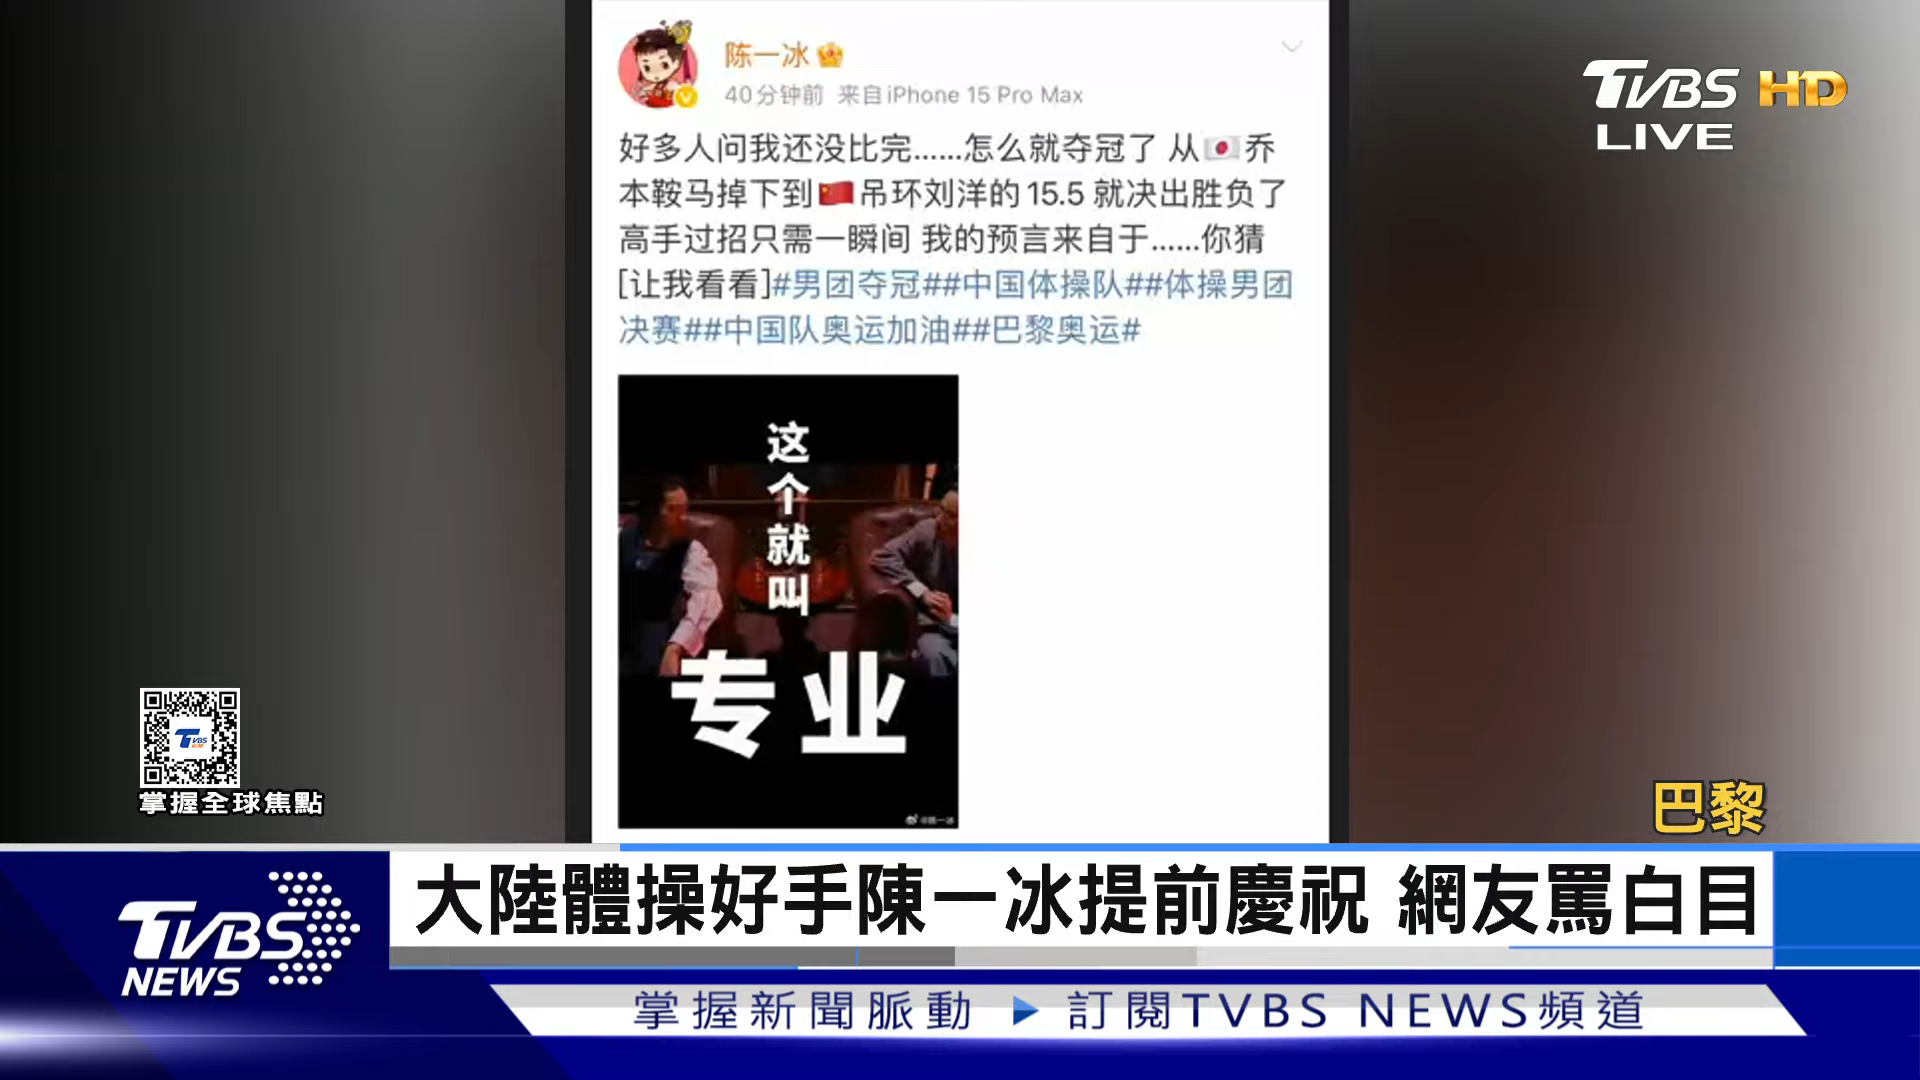 陈一冰
40分钟前 来自iPhone 15 Pro Max
好多人问我还没比完......怎么就夺冠了 从🇯🇵乔
本鞍马掉下到🇨🇳吊环刘洋的15.5 就决出胜负了
高手过招只需一瞬间 我的预言来自于......你猜
[让我看看]#男团夺冠##中国体操队##体操男团
决赛##中国队奥运加油##巴黎奥运#
这个就叫
专业
@陈一冰
TVBS HD
LIVE
TVBS
掌握全球焦點
巴黎
大陸體操好手陳一冰提前慶祝 網友罵白目
TVBS
NEWS
掌握新聞脈動 ▶ 訂閱TVBS NEWS頻道